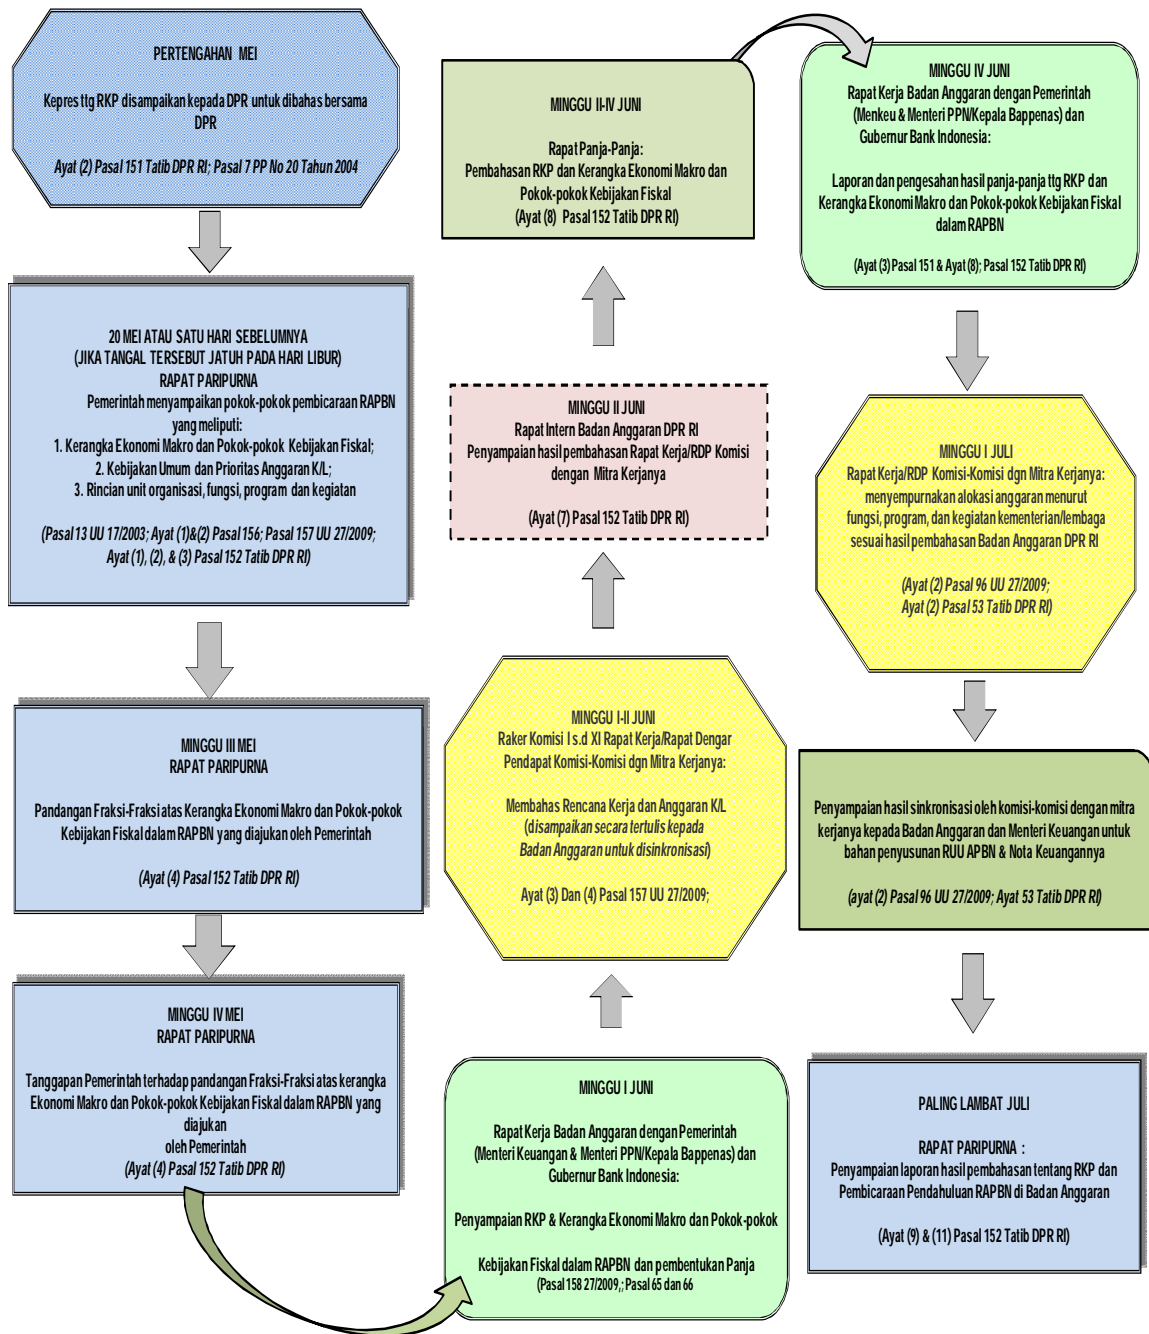 PERTENGAHAN MEI
Kepres ttg RKP disampaikan kepada DPR untuk dibahas bersama
DPR
Ayat (2) Pasal 151 Tatib DPR RI; Pasal 7 PP No 20 Tahun 2004
20 MEI ATAU SATU HARI SEBELUMNYA
(JIKA TANGAL TERSEBUT JATUH PADA HARI LIBUR)
RAPAT PARIPURNA
Pemerintah menyampaikan pokok-pokok pembicaraan RAPBN
yang meliputi:
1. Kerangka Ekonomi Makro dan Pokok-pokok Kebijakan Fiskal;
2. Kebijakan Umum dan Prioritas Anggaran K/L;
3. Rincian unit organisasi, fungsi, program dan kegiatan
(Pasal 13 UU 17/2003; Ayat (1)&(2) Pasal 156; Pasal 157 UU 27/2009;
Ayat (1), (2), & (3) Pasal 152 Tatib DPR RI)
MINGGU III MEI
RAPAT PARIPURNA
Pandangan Fraksi-Fraksi atas Kerangka Ekonomi Makro dan Pokok-pokok
Kebijakan Fiskal dalam RAPBN yang diajukan oleh Pemerintah
(Ayat (4) Pasal 152 Tatib DPR RI)
MINGGU IV MEI
RAPAT PARIPURNA
Tanggapan Pemerintah terhadap pandangan Fraksi-Fraksi atas kerangka
Ekonomi Makro dan Pokok-pokok Kebijakan Fiskal dalam RAPBN yang
diajukan
oleh Pemerintah
(Ayat (4) Pasal 152 Tatib DPR RI)
MINGGU I JUNI
Rapat Kerja Badan Anggaran dengan Pemerintah
(Menteri Keuangan & Menteri PPN/Kepala Bappenas) dan
Gubernur Bank Indonesia:
Penyampaian RKP & Kerangka Ekonomi Makro dan Pokok-pokok
Kebijakan Fiskal dalam RAPBN dan pembentukan Panja
(Pasal 158 27/2009,; Pasal 65 dan 66
MINGGU I-II JUNI
Raker Komisi I s.d XI Rapat Kerja/Rapat Dengar
Pendapat Komisi-Komisi dgn Mitra Kerjanya:
Membahas Rencana Kerja dan Anggaran K/L
(disampaikan secara tertulis kepada
Badan Anggaran untuk disinkronisasi)
Ayat (3) Dan (4) Pasal 157 UU 27/2009;
MINGGU II JUNI
Rapat Intern Badan Anggaran DPR RI
Penyampaian hasil pembahasan Rapat Kerja/RDP Komisi
dengan Mitra Kerjanya
(Ayat (7) Pasal 152 Tatib DPR RI)
MINGGU II-IV JUNI
Rapat Panja-Panja:
Pembahasan RKP dan Kerangka Ekonomi Makro dan
Pokok-pokok Kebijakan Fiskal
(Ayat (8) Pasal 152 Tatib DPR RI)
MINGGU IV JUNI
Rapat Kerja Badan Anggaran dengan Pemerintah
(Menkeu & Menteri PPN/Kepala Bappenas) dan
Gubernur Bank Indonesia:
Laporan dan pengesahan hasil panja-panja ttg RKP dan
Kerangka Ekonomi Makro dan Pokok-pokok Kebijakan Fiskal
dalam RAPBN
(Ayat (3) Pasal 151 & Ayat (8); Pasal 152 Tatib DPR RI)
MINGGU I JULI
Rapat Kerja/RDP Komisi-Komisi dgn Mitra Kerjanya:
menyempurnakan alokasi anggaran menurut
fungsi, program, dan kegiatan kementerian/lembaga
sesuai hasil pembahasan Badan Anggaran DPR RI
(Ayat (2) Pasal 96 UU 27/2009;
Ayat (2) Pasal 53 Tatib DPR RI)
Penyampaian hasil sinkronisasi oleh komisi-komisi dengan mitra
kerjanya kepada Badan Anggaran dan Menteri Keuangan untuk
bahan penyusunan RUU APBN & Nota Keuangannya
(ayat (2) Pasal 96 UU 27/2009; Ayat 53 Tatib DPR RI)
PALING LAMBAT JULI
RAPAT PARIPURNA :
Penyampaian laporan hasil pembahasan tentang RKP dan
Pembicaraan Pendahuluan RAPBN di Badan Anggaran
(Ayat (9) & (11) Pasal 152 Tatib DPR RI)